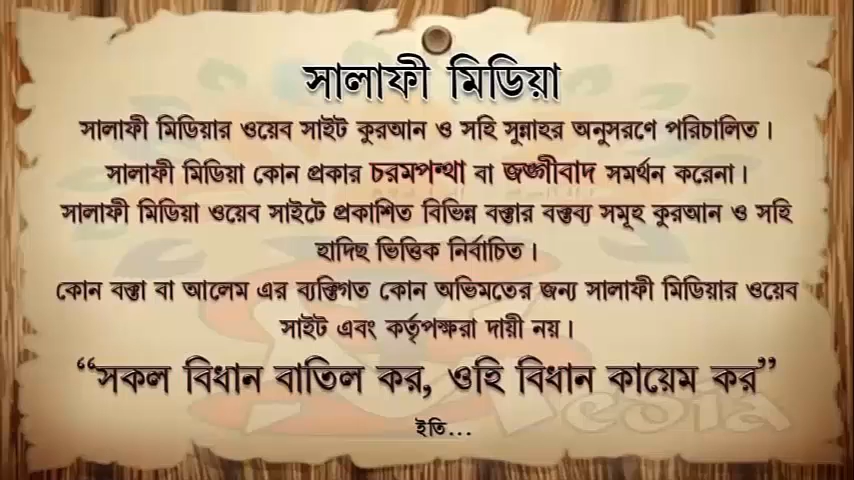 সালাফী মিডিয়া
সালাফী মিডিয়ার ওয়েব সাইট কুরআন ও সহি সুন্নাহর অনুসরণে পরিচালিত।
সালাফী মিডিয়া কোন প্রকার চরমপন্থা বা জঙ্গীবাদ সমর্থন করেনা।
সালাফী মিডিয়া ওয়েব সাইটে প্রকাশিত বিভিন্ন বক্তার বক্তব্য সমূহ কুরআন ও সহি
হাদিছ ভিত্তিক নির্বাচিত।
কোন বক্তা বা আলেম এর ব্যক্তিগত কোন অভিমতের জন্য সালাফী মিডিয়ার ওয়েব
সাইট এবং কর্তৃপক্ষরা দায়ী নয়।
“সকল বিধান বাতিল কর, ওহি বিধান কায়েম কর”
ইতি...